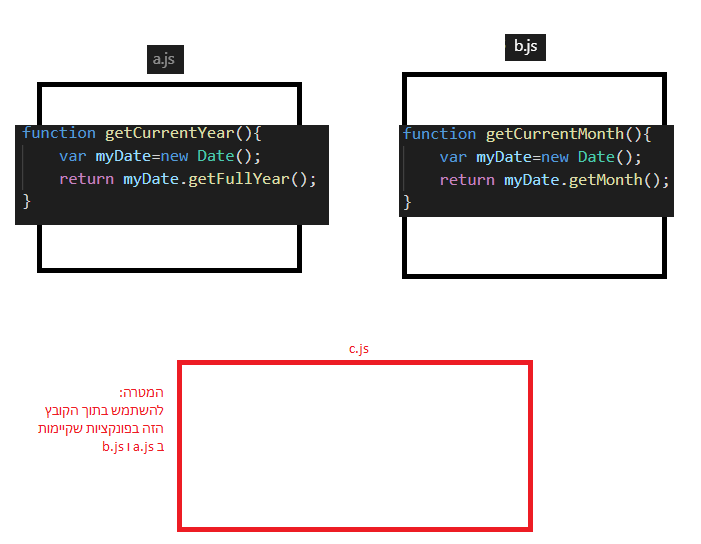 a.js
function getCurrentYear(){
var myDate=new Date();
return myDate.getFullYear();
}
b.js
function getCurrentMonth(){
var myDate=new Date();
return myDate.getMonth();
}
c.js
המטרה:
להשתמש בתוך הקובץ
הזה בפונקציות שקיימות
ב a.js ו b.js